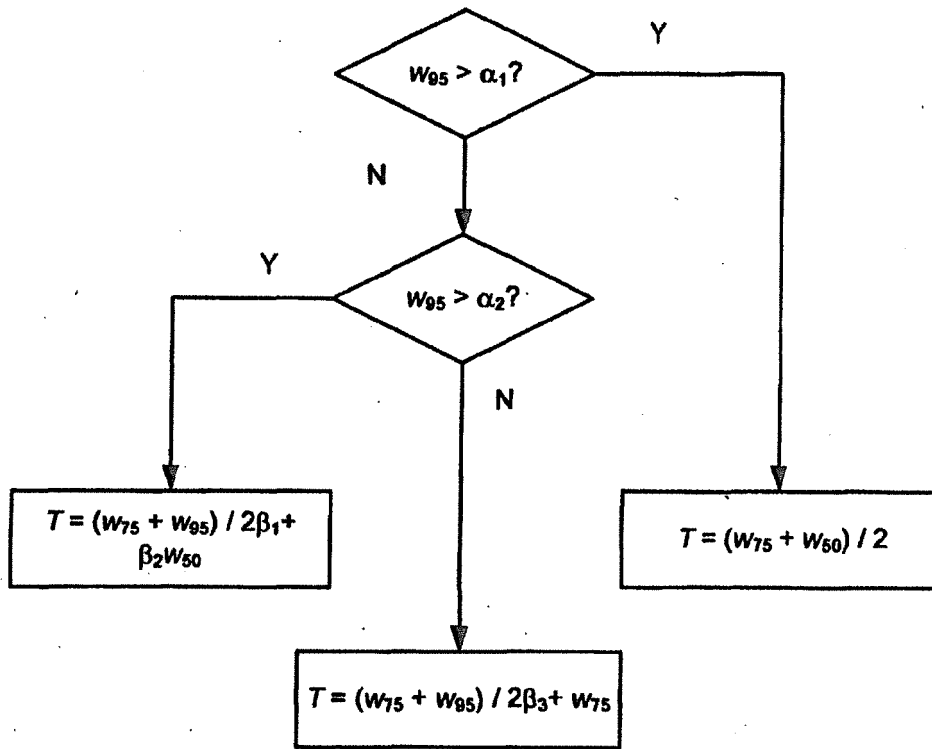 Y
w₉₅ > α₁?
N
Y
w₉₅ > α₂?
N
T = (w₇₅ + w₉₅) / 2β₁+
β₂w₅₀
T = (w₇₅ + w₅₀) / 2
T = (w₇₅ + w₉₅) / 2β₃+ w₇₅